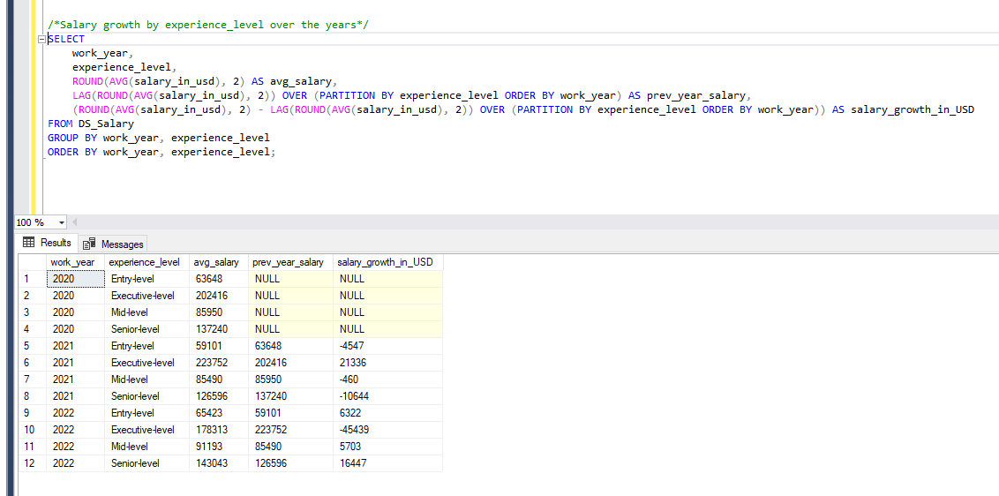 /*Salary growth by experience_level over the years*/
SELECT
work_year,
experience_level,
ROUND(AVG(salary_in_usd), 2) AS avg_salary,
LAG(ROUND(AVG(salary_in_usd), 2)) OVER (PARTITION BY experience_level ORDER BY work_year) AS prev_year_salary,
(ROUND(AVG(salary_in_usd), 2) - LAG(ROUND(AVG(salary_in_usd), 2)) OVER (PARTITION BY experience_level ORDER BY work_year)) AS salary_growth_in_USD
FROM DS_Salary
GROUP BY work_year, experience_level
ORDER BY work_year, experience_level;
100 %
Results Messages
work_year experience_level avg_salary prev_year_salary salary_growth_in_USD
1 2020 Entry-level 63648 NULL NULL
2 2020 Executive-level 202416 NULL NULL
3 2020 Mid-level 85950 NULL NULL
4 2020 Senior-level 137240 NULL NULL
5 2021 Entry-level 59101 63648 -4547
6 2021 Executive-level 223752 202416 21336
7 2021 Mid-level 85490 85950 -460
8 2021 Senior-level 126596 137240 -10644
9 2022 Entry-level 65423 59101 6322
10 2022 Executive-level 178313 223752 -45439
11 2022 Mid-level 91193 85490 5703
12 2022 Senior-level 143043 126596 16447